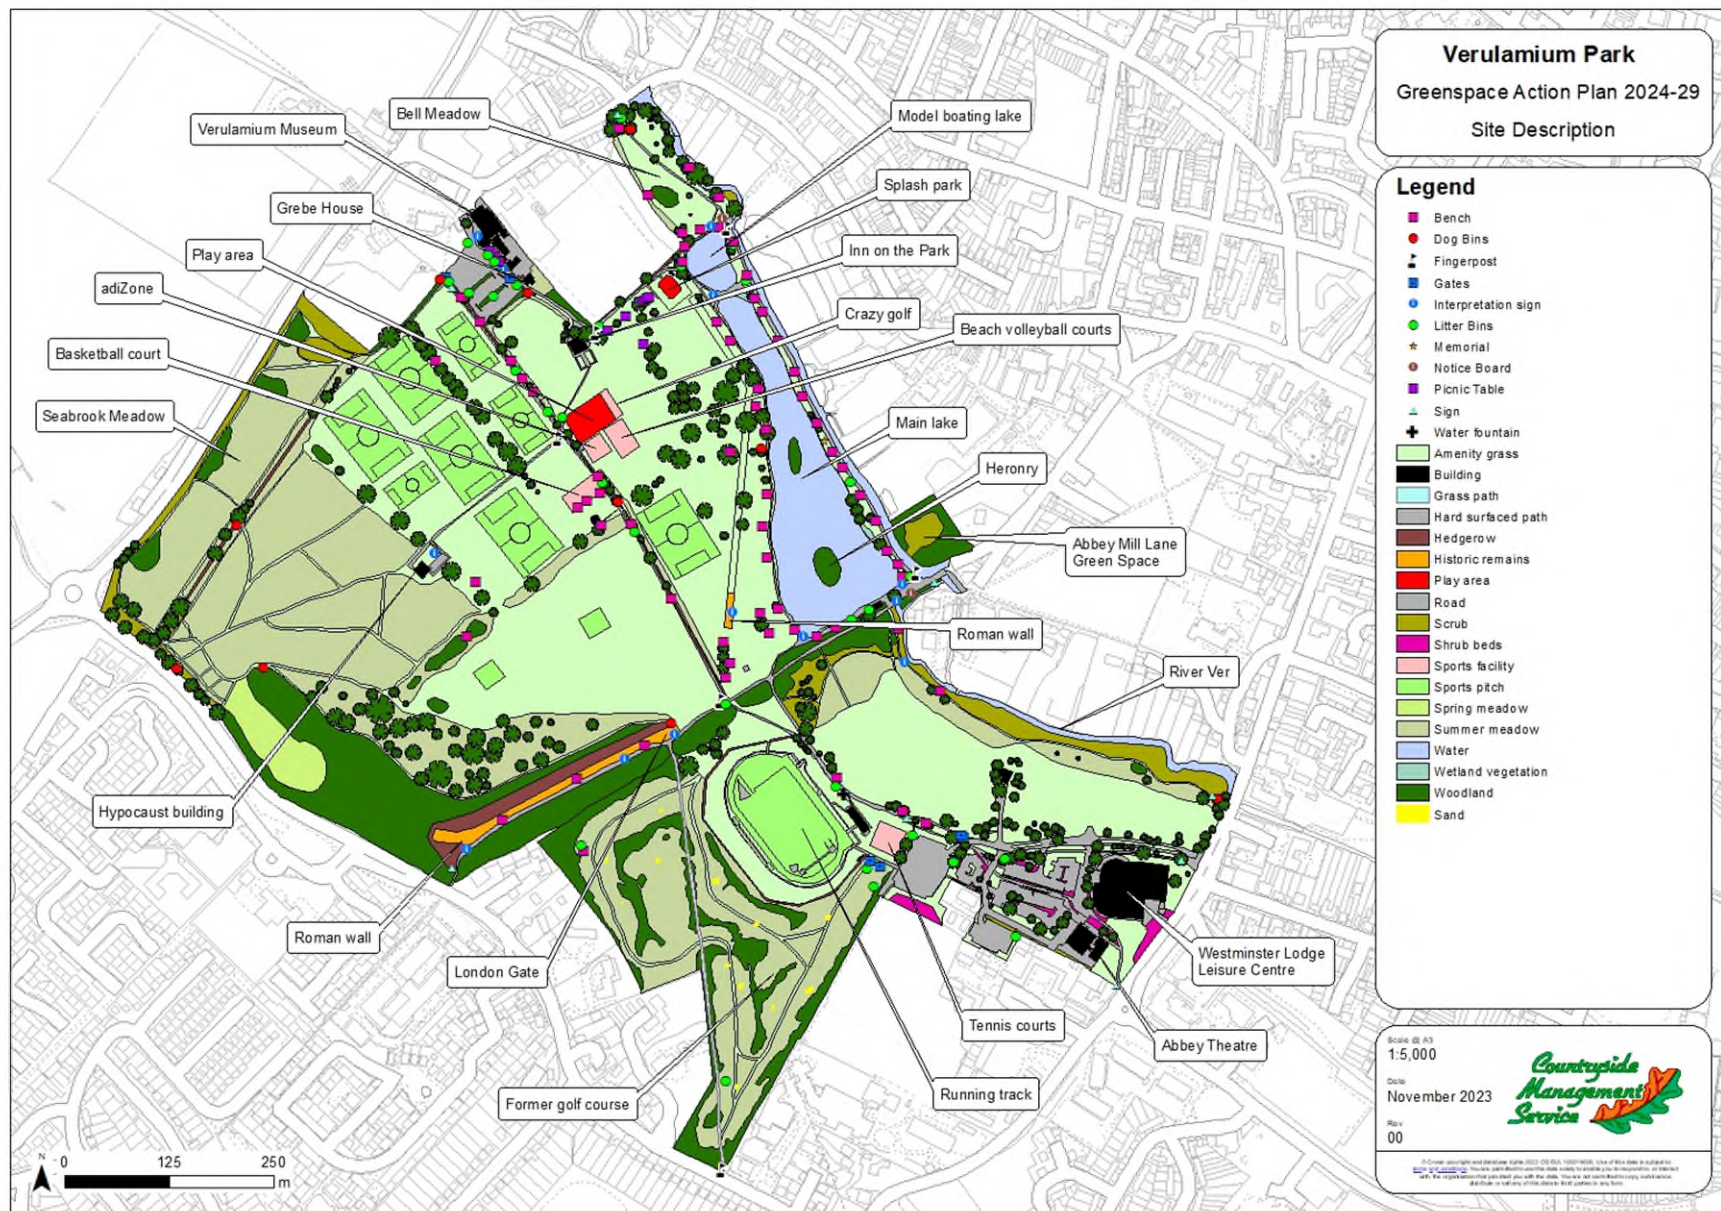 Verulamium Park
Greenspace Action Plan 2024-29
Site Description
Bell Meadow
Model boating lake
Verulamium Museum
Splash park
Grebe House
Inn on the Park
Play area
adiZone
Crazy golf
Beach volleyball courts
Basketball court
Seabrook Meadow
Main lake
Heronry
Abbey Mill Lane
Green Space
Roman wall
River Ver
Hypocaust building
Roman wall
London Gate
Westminster Lodge
Leisure Centre
Tennis courts
Abbey Theatre
Former golf course
Running track
N
0 125 250
m
Legend
Bench
Dog Bins
Fingerpost
Gates
Interpretation sign
Litter Bins
Memorial
Notice Board
Picnic Table
Sign
Water fountain
Amenity grass
Building
Grass path
Hard surfaced path
Hedgerow
Historic remains
Play area
Road
Scrub
Shrub beds
Sports facility
Sports pitch
Spring meadow
Summer meadow
Water
Wetland vegetation
Woodland
Sand
Scale @ A3
1:5,000
Date
November 2023
Rev
00
Countryside
Management
Service